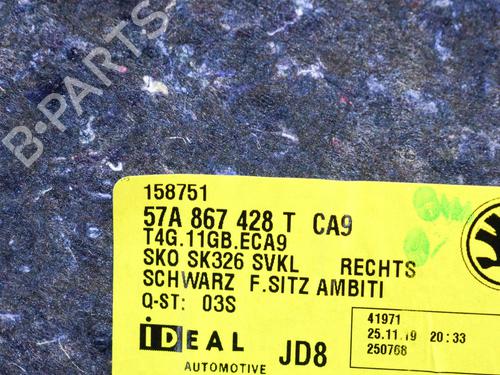 B-PARTS
158751
57A 867 428 T CA9
T4G.11GB.ECA9
SKO SK326 SVKL RECHTS
SCHWARZ F.SITZ AMBITI
Q-ST: 03S
iDEAL
AUTOMOTIVE
JD8
41971
25.11.19 20:33
250768